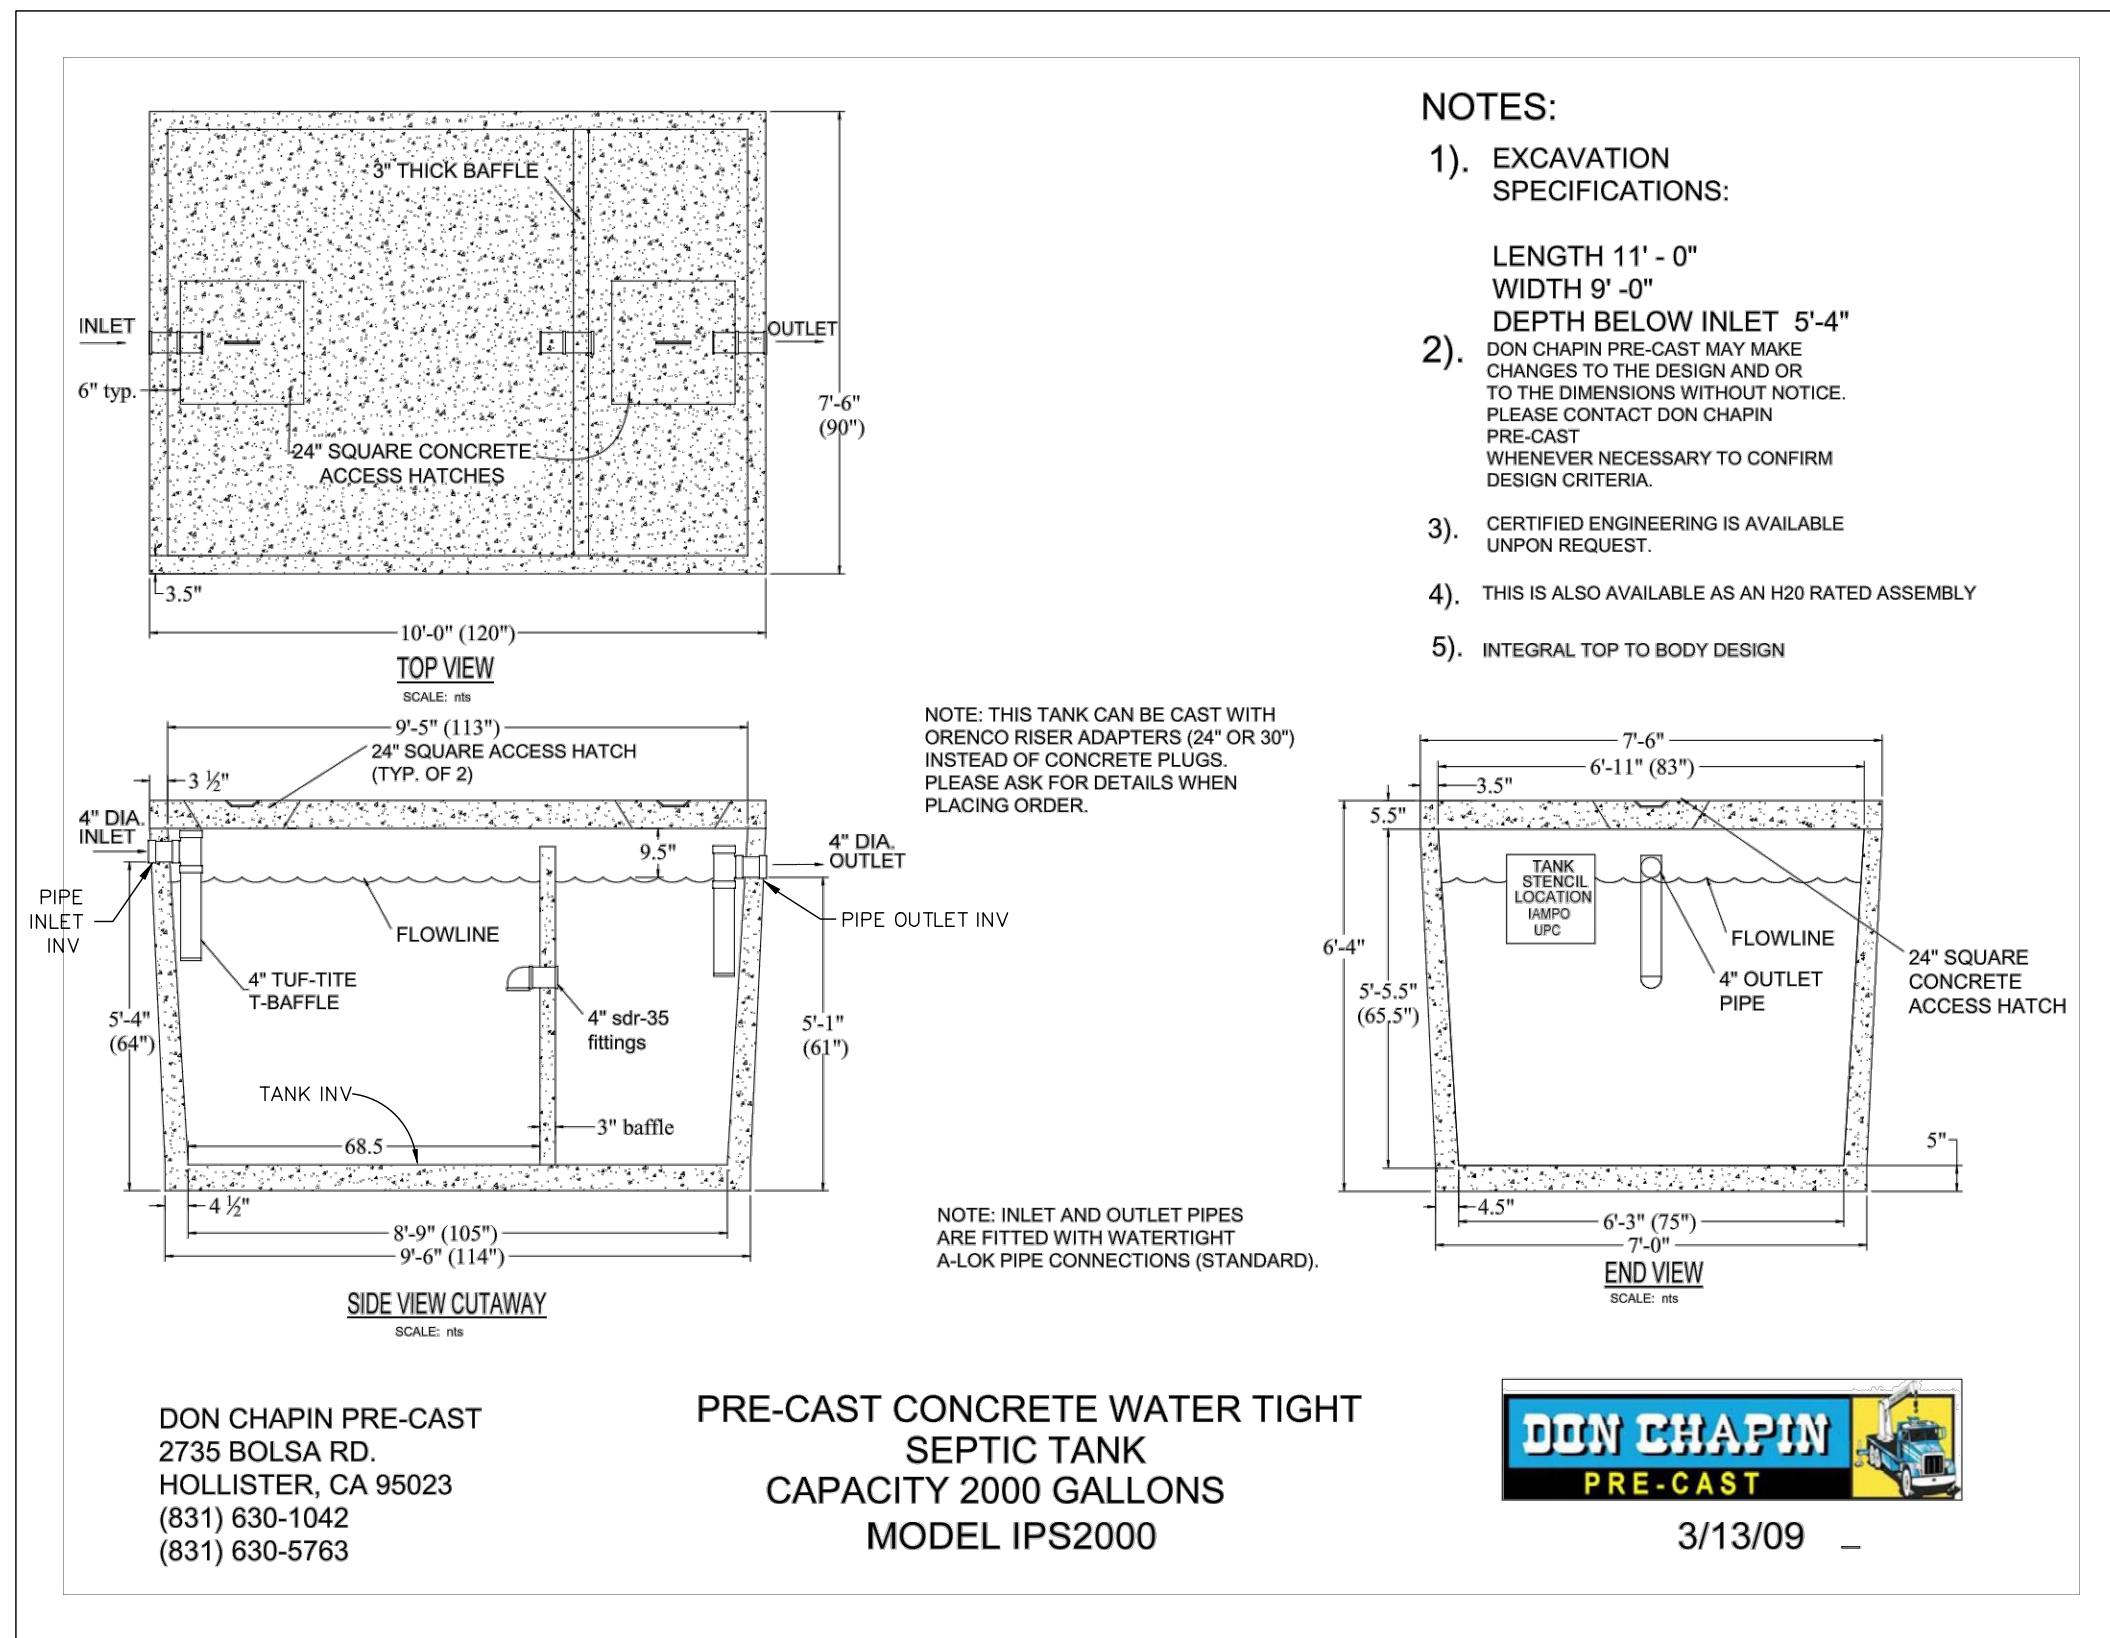 3" THICK BAFFLE
INLET
OUTLET
6" typ.
7'-6"
(90")
24" SQUARE CONCRETE
ACCESS HATCHES
3.5"
10'-0" (120")
TOP VIEW
SCALE: nts
NOTES:
1). EXCAVATION
SPECIFICATIONS:
LENGTH 11' - 0"
WIDTH 9' -0"
DEPTH BELOW INLET 5'-4"
2). DON CHAPIN PRE-CAST MAY MAKE
CHANGES TO THE DESIGN AND OR
TO THE DIMENSIONS WITHOUT NOTICE.
PLEASE CONTACT DON CHAPIN
PRE-CAST
WHENEVER NECESSARY TO CONFIRM
DESIGN CRITERIA.
3). CERTIFIED ENGINEERING IS AVAILABLE
UNPON REQUEST.
4). THIS IS ALSO AVAILABLE AS AN H20 RATED ASSEMBLY
5). INTEGRAL TOP TO BODY DESIGN
9'-5" (113")
24" SQUARE ACCESS HATCH
(TYP. OF 2)
3 ½"
4" DIA.
INLET
9.5"
4" DIA.
OUTLET
PIPE
INLET
INV
PIPE OUTLET INV
FLOWLINE
4" TUF-TITE
T-BAFFLE
5'-4"
(64")
4" sdr-35
fittings
5'-1"
(61")
TANK INV
3" baffle
68.5
4 ½"
8'-9" (105")
9'-6" (114")
SIDE VIEW CUTAWAY
SCALE: nts
NOTE: THIS TANK CAN BE CAST WITH
ORENCO RISER ADAPTERS (24" OR 30")
INSTEAD OF CONCRETE PLUGS.
PLEASE ASK FOR DETAILS WHEN
PLACING ORDER.
NOTE: INLET AND OUTLET PIPES
ARE FITTED WITH WATERTIGHT
A-LOK PIPE CONNECTIONS (STANDARD).
7'-6"
6'-11" (83")
3.5"
5.5"
TANK
STENCIL
LOCATION
IAMPO
UPC
FLOWLINE
6'-4"
24" SQUARE
CONCRETE
ACCESS HATCH
4" OUTLET
PIPE
5'-5.5"
(65.5")
5"
4.5"
6'-3" (75")
7'-0"
END VIEW
SCALE: nts
DON CHAPIN PRE-CAST
2735 BOLSA RD.
HOLLISTER, CA 95023
(831) 630-1042
(831) 630-5763
PRE-CAST CONCRETE WATER TIGHT
SEPTIC TANK
CAPACITY 2000 GALLONS
MODEL IPS2000
DON CHAPIN
PRE-CAST
3/13/09